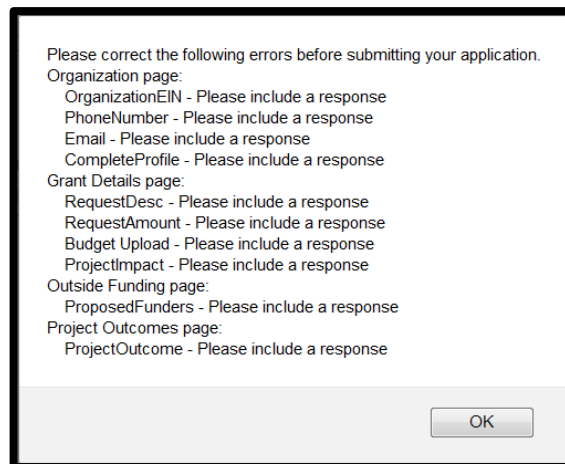 Please correct the following errors before submitting your application.
Organization page:
OrganizationEIN - Please include a response
PhoneNumber - Please include a response
Email - Please include a response
CompleteProfile - Please include a response
Grant Details page:
RequestDesc - Please include a response
RequestAmount - Please include a response
Budget Upload - Please include a response
ProjectImpact - Please include a response
Outside Funding page:
ProposedFunders - Please include a response
Project Outcomes page:
ProjectOutcome - Please include a response
OK